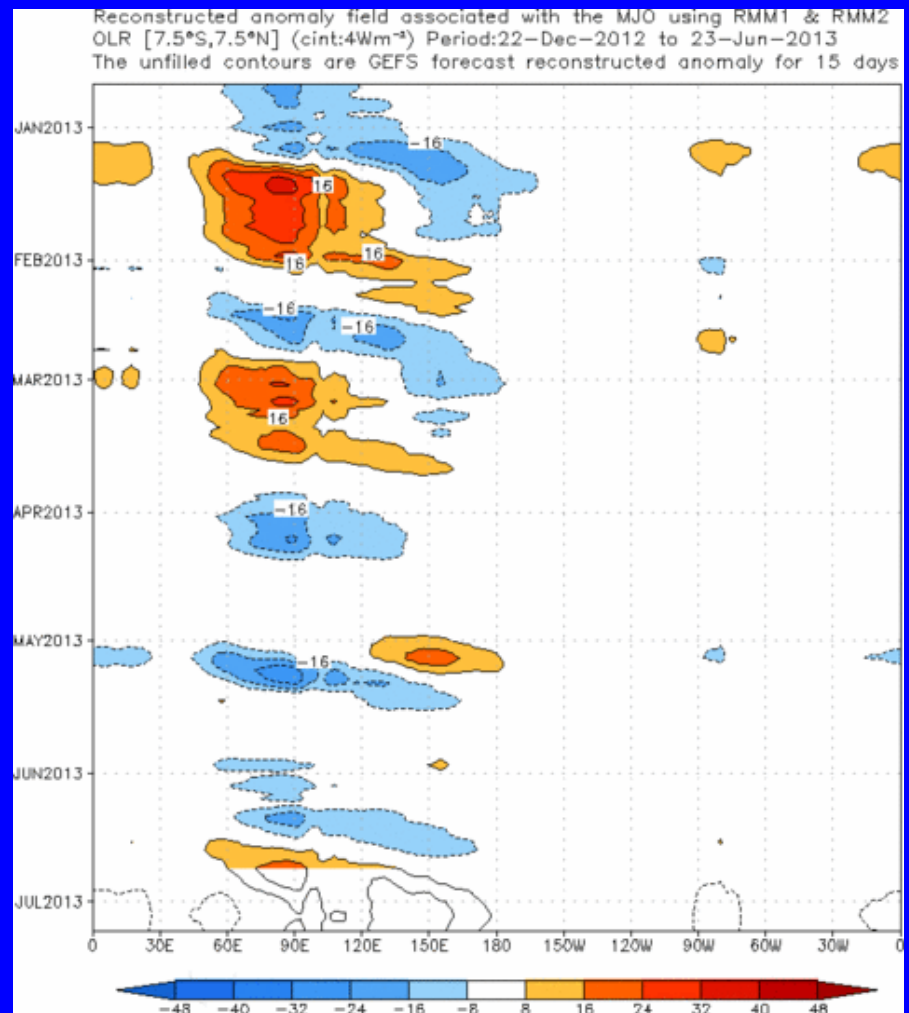 Reconstructed anomaly field associated with the MJO using RMM1 & RMM2
OLR [7.5°S,7.5°N] (cint:4Wm⁻²) Period:22-Dec-2012 to 23-Jun-2013
The unfilled contours are GEFS forecast reconstructed anomaly for 15 days
JAN2013
-16
16
FEB2013
16
16
-16
-16
MAR2013
16
APR2013
-16
MAY2013
-16
JUN2013
JUL2013
0 30E 60E 90E 120E 150E 180 150W 120W 90W 60W 30W 0
-48 -40 -32 -24 -16 -8 8 16 24 32 40 48